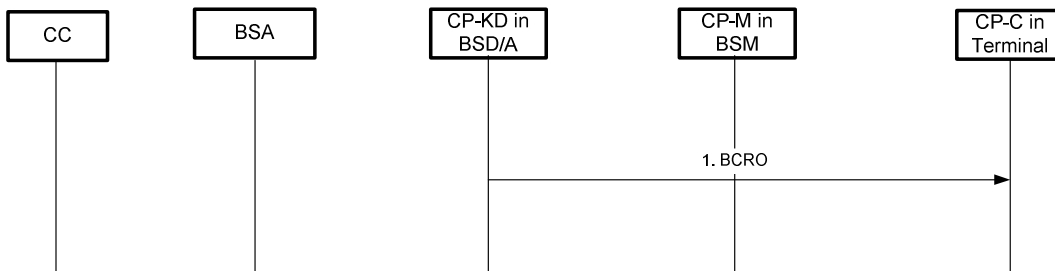 CC
BSA
CP-KD in
BSD/A
CP-M in
BSM
CP-C in
Terminal
1. BCRO